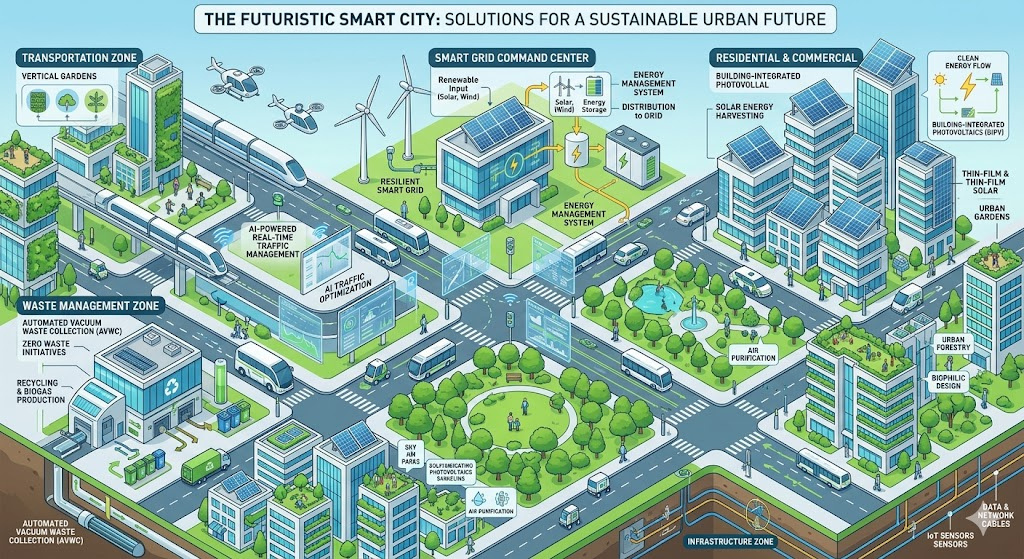 THE FUTURISTIC SMART CITY: SOLUTIONS FOR A SUSTAINABLE URBAN FUTURE
TRANSPORTATION ZONE
VERTICAL GARDENS
SMART GRID COMMAND CENTER
Renewable
Input
(Solar, Wind)
Solar,
Energy
Storage
ENERGY
MANAGEMENT
SYSTEM
DISTRIBUTION
to GRID
RESILIENT
SMART GRID
ENERGY
MANAGEMENT
SYSTEM
RESIDENTIAL & COMMERCIAL
BUILDING-INTEGRATED
PHOTOVOLLAL
SOLAR ENERGY
HARVESTING
CLEAN
ENERGY FLOW
BUILDING-INTEGRATED
PHOTOVOLTAICS (BIPV)
THIN-FILM &
THIN-FILM
SOLAR
URBAN
GARDENS
AI-POWERED
REAL-TIME
TRAFFIC
MANAGEMENT
AI TRAFFIC
OPTIMIZATION
WASTE MANAGEMENT ZONE
AUTOMATED VACUUM
WASTE COLLECTION (AVWC)
ZERO WASTE
INITIATIVES
RECYCLING
& BIOGAS
PRODUCTION
AIR
PURIFICATION
URBAN
FORESTRY
BIOPHILIC
DESIGN
SKY
PARKS
AIR PURIFICATION
AUTOMATED
VACUUM WASTE
COLLECTION (AVWC)
INFRASTRUCTURE ZONE
DATA &
NETWORK
CABLES
IoT SENSORS
SENSORS